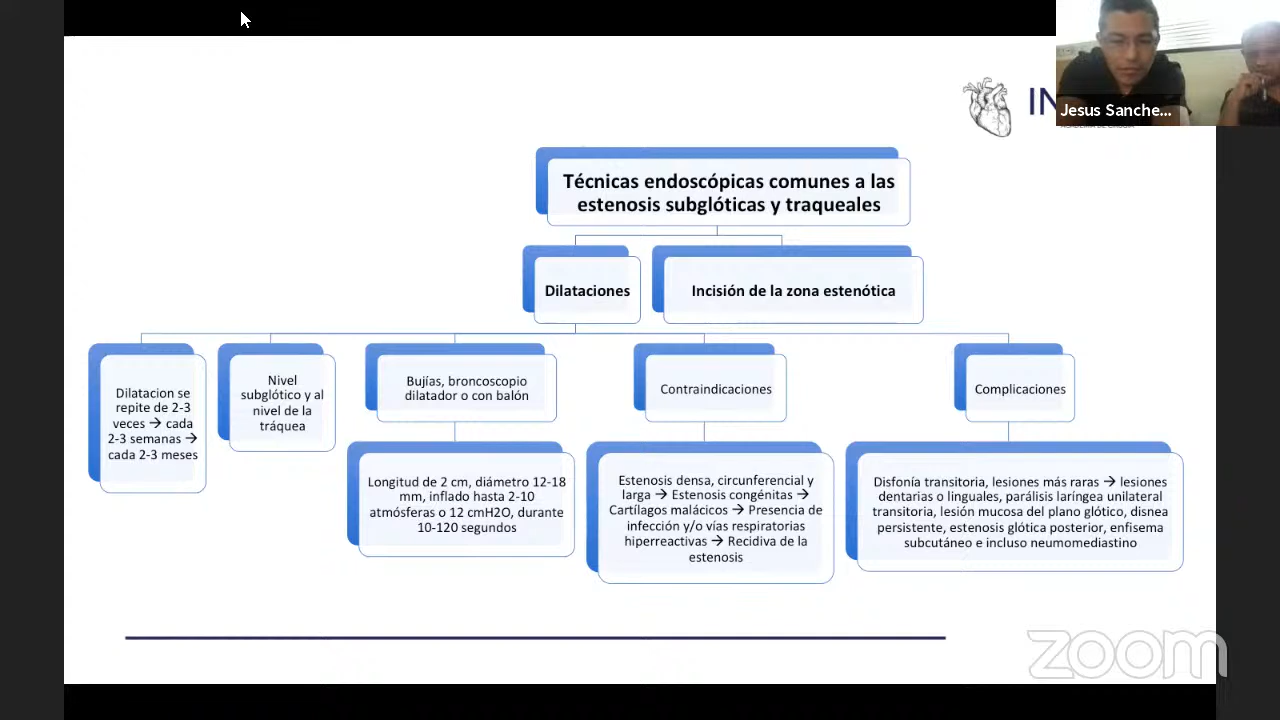 Jesus Sanche...
Técnicas endoscópicas comunes a las
estenosis subglóticas y traqueales
Dilataciones
Incisión de la zona estenótica
Dilatacion se
repite de 2-3
veces → cada
2-3 semanas →
cada 2-3 meses
Nivel
subglótico y al
nivel de la
tráquea
Bujías, broncoscopio
dilatador o con balón
Longitud de 2 cm, diámetro 12-18
mm, inflado hasta 2-10
atmósferas o 12 cmH2O, durante
10-120 segundos
Contraindicaciones
Estenosis densa, circunferencial y
larga → Estenosis congénitas →
Cartílagos malácicos → Presencia de
infección y/o vías respiratorias
hiperreactivas → Recidiva de la
estenosis
Complicaciones
Disfonía transitoria, lesiones más raras → lesiones
dentarias o linguales, parálisis laríngea unilateral
transitoria, lesión mucosa del plano glótico, disnea
persistente, estenosis glótica posterior, enfisema
subcutáneo e incluso neumomediastino
zoom